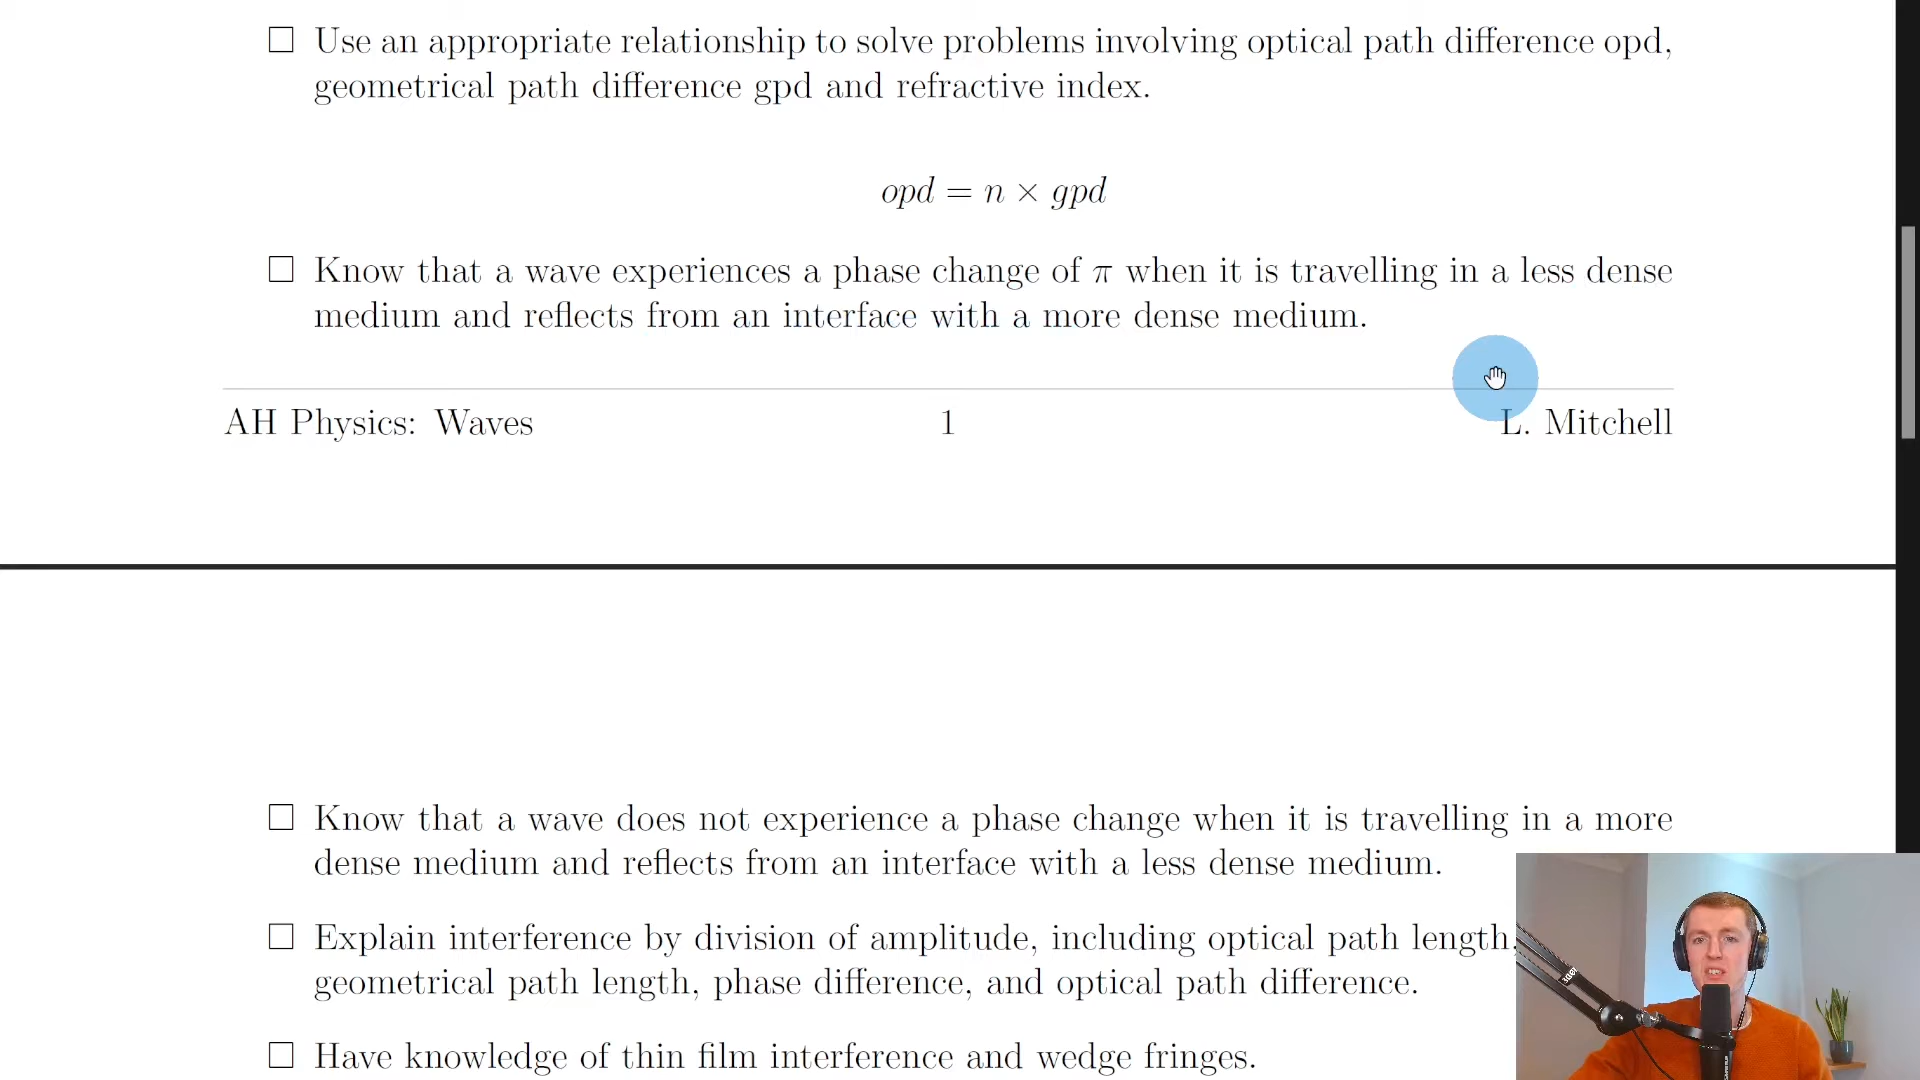 ☐ Use an appropriate relationship to solve problems involving optical path difference opd,
geometrical path difference gpd and refractive index.
opd = n × gpd
☐ Know that a wave experiences a phase change of π when it is travelling in a less dense
medium and reflects from an interface with a more dense medium.
AH Physics: Waves 1 L. Mitchell
☐ Know that a wave does not experience a phase change when it is travelling in a more
dense medium and reflects from an interface with a less dense medium.
☐ Explain interference by division of amplitude, including optical path length,
geometrical path length, phase difference, and optical path difference.
☐ Have knowledge of thin film interference and wedge fringes.